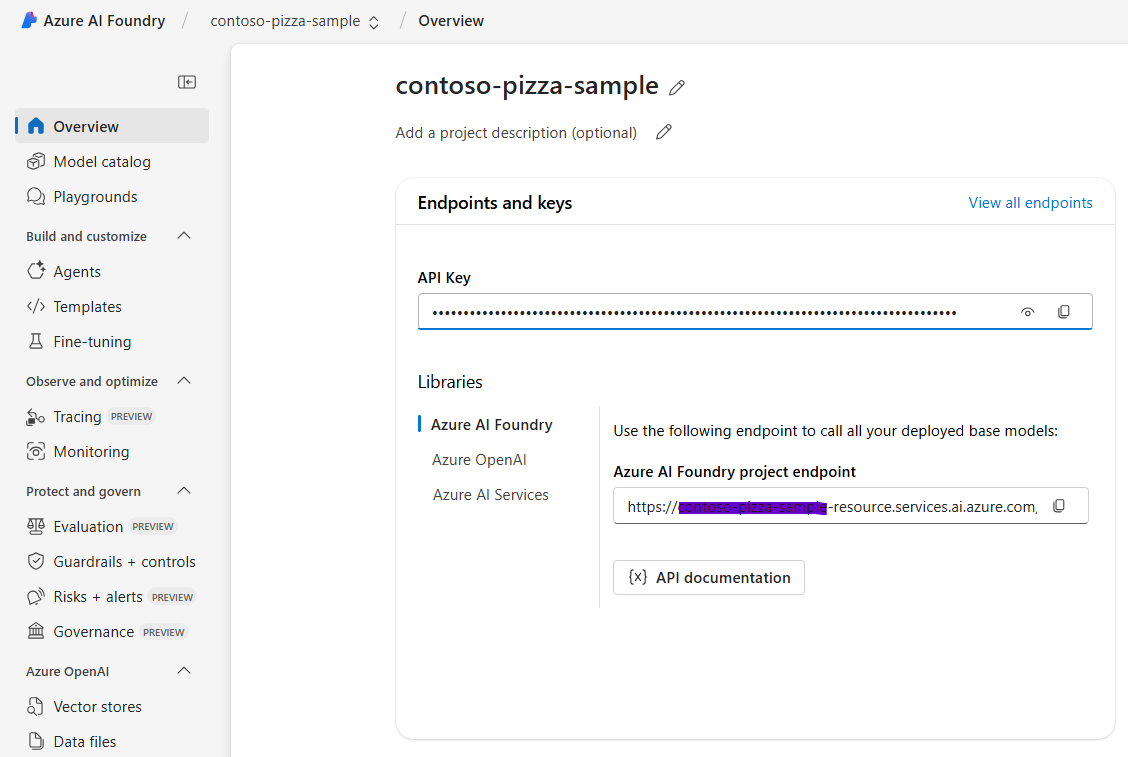 Azure AI Foundry / contoso-pizza-sample / Overview
Overview
Model catalog
Playgrounds
Build and customize
Agents
Templates
Fine-tuning
Observe and optimize
Tracing PREVIEW
Monitoring
Protect and govern
Evaluation PREVIEW
Guardrails + controls
Risks + alerts PREVIEW
Governance PREVIEW
Azure OpenAI
Vector stores
Data files
contoso-pizza-sample
Add a project description (optional)
Endpoints and keys
View all endpoints
API Key
••••••••••••••••••••••••••••••••••••••••••••••••••••••••••••••••••••••••••••••••••••
Libraries
Azure AI Foundry
Azure OpenAI
Azure AI Services
Use the following endpoint to call all your deployed base models:
Azure AI Foundry project endpoint
https://contoso-pizza-sample-resource.services.ai.azure.com,
{x} API documentation